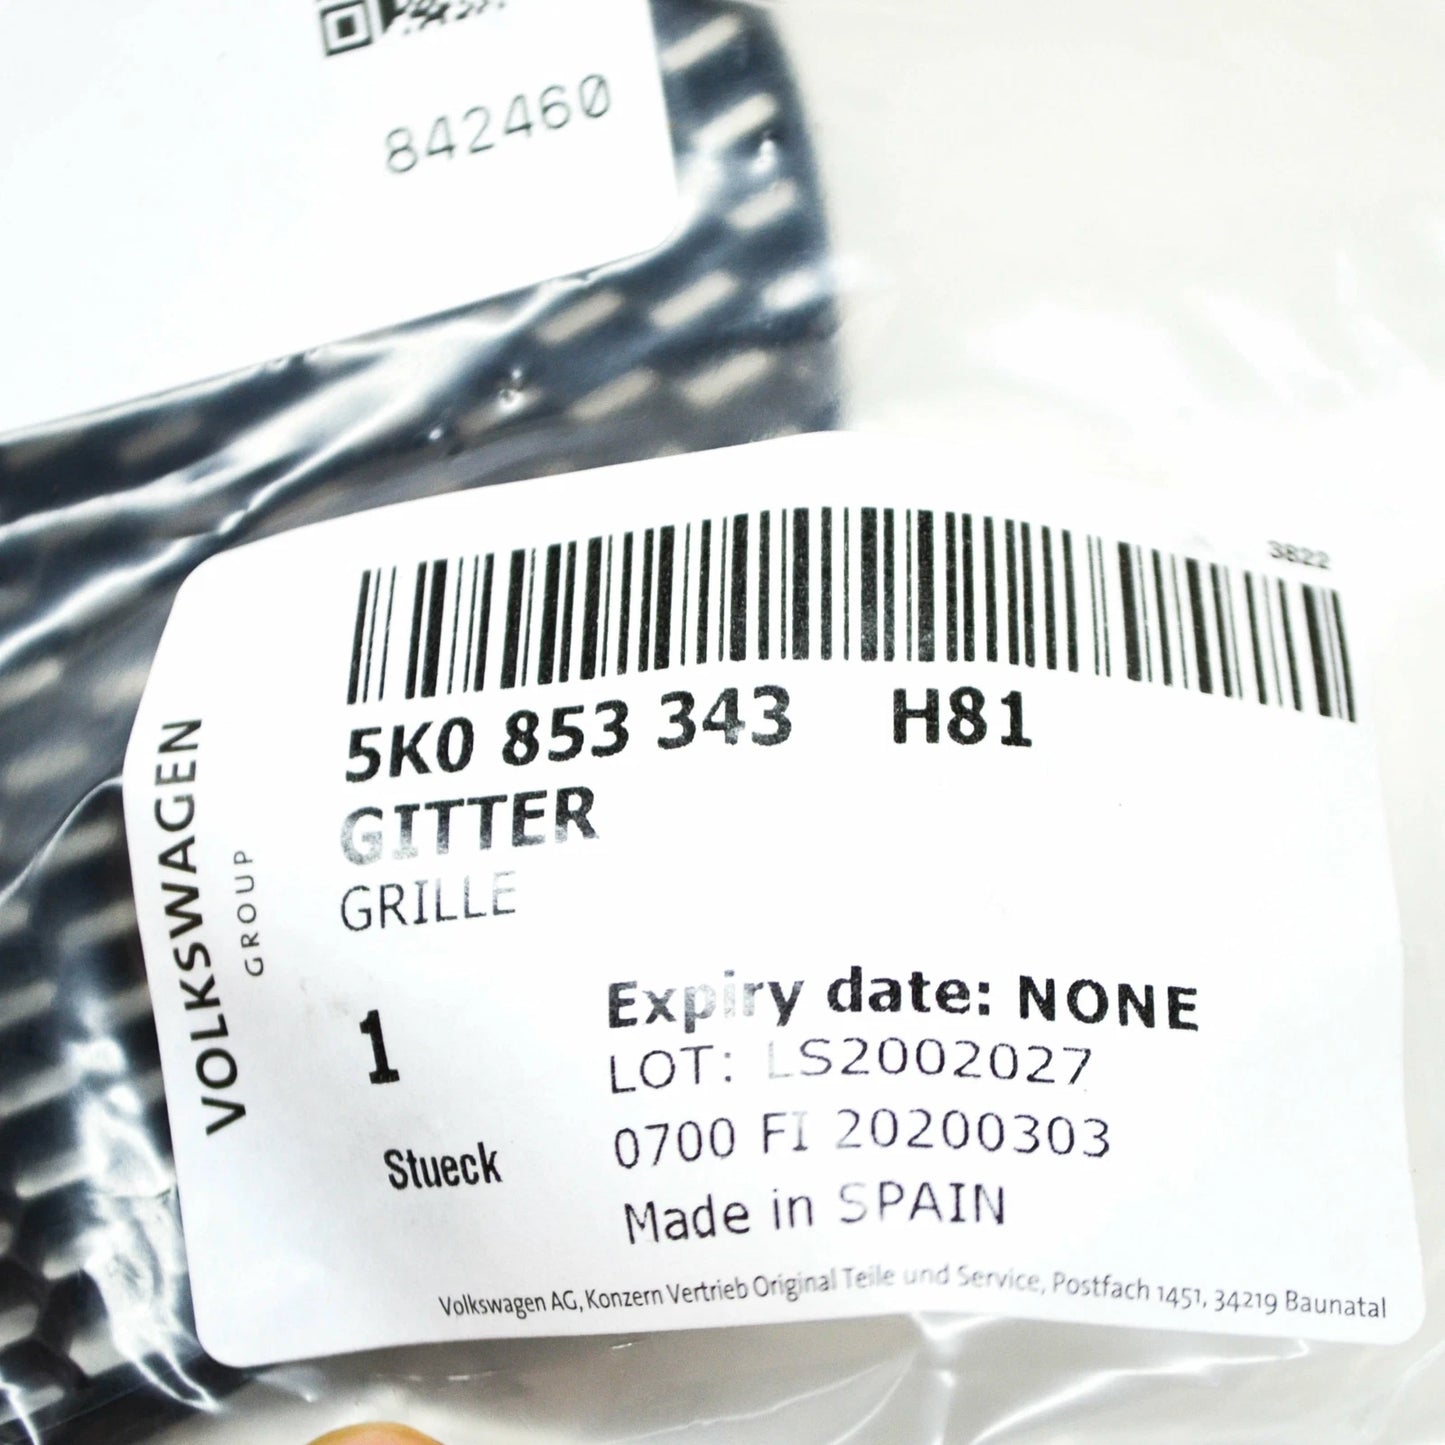 842460
3822
5K0 853 343 H81
GITTER
GRILLE
VOLKSWAGEN
GROUP
1
Stueck
Expiry date: NONE
LOT: LS2002027
0700 FI 20200303
Made in SPAIN
Volkswagen AG, Konzern Vertrieb Original Teile und Service, Postfach 1451, 34219 Baunatal